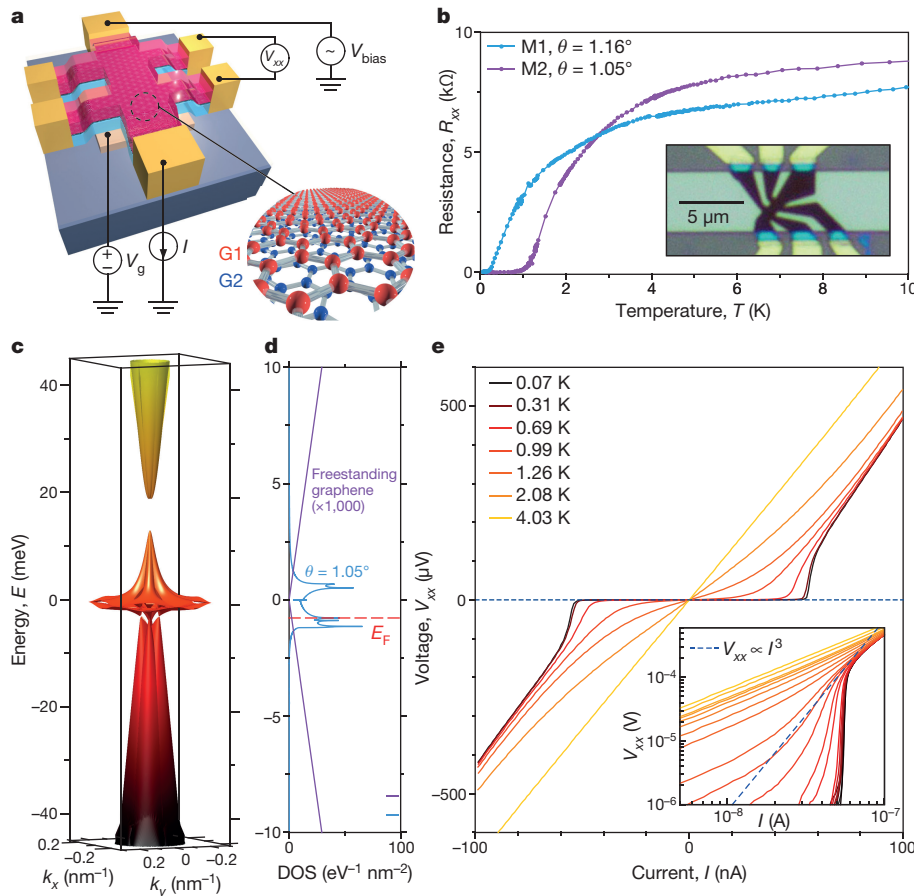 a
V_xx
~
V_bias
+
−
V_g
I
G1
G2
b
M1, θ = 1.16°
M2, θ = 1.05°
Resistance, R_xx (kΩ)
10
5
0
5 μm
0
2
4
6
8
10
Temperature, T (K)
c
Energy, E (meV)
40
20
0
−20
−40
0.2
0
−0.2
0.2
0
−0.2
k_x (nm⁻¹)
k_y (nm⁻¹)
d
10
5
0
−5
−10
Freestanding
graphene
(×1,000)
θ = 1.05°
E_F
0
100
DOS (eV⁻¹ nm⁻²)
e
0.07 K
0.31 K
0.69 K
0.99 K
1.26 K
2.08 K
4.03 K
Voltage, V_xx (μV)
500
0
−500
−100
0
100
Current, I (nA)
V_xx ∝ I³
V_xx (V)
10⁻⁴
10⁻⁵
10⁻⁶
10⁻⁸
10⁻⁷
I (A)